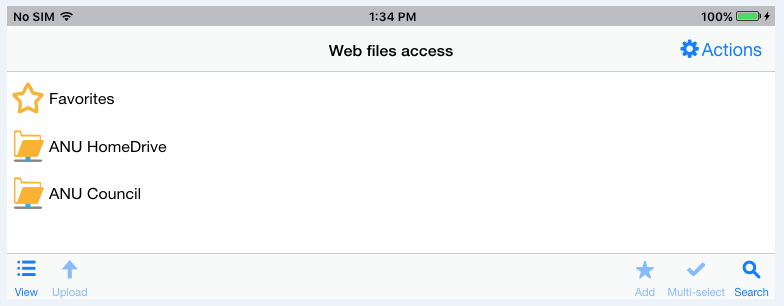 No SIM 1:34 PM 100%
Web files access Actions
Favorites
ANU HomeDrive
ANU Council
View Upload Add Multi-select Search